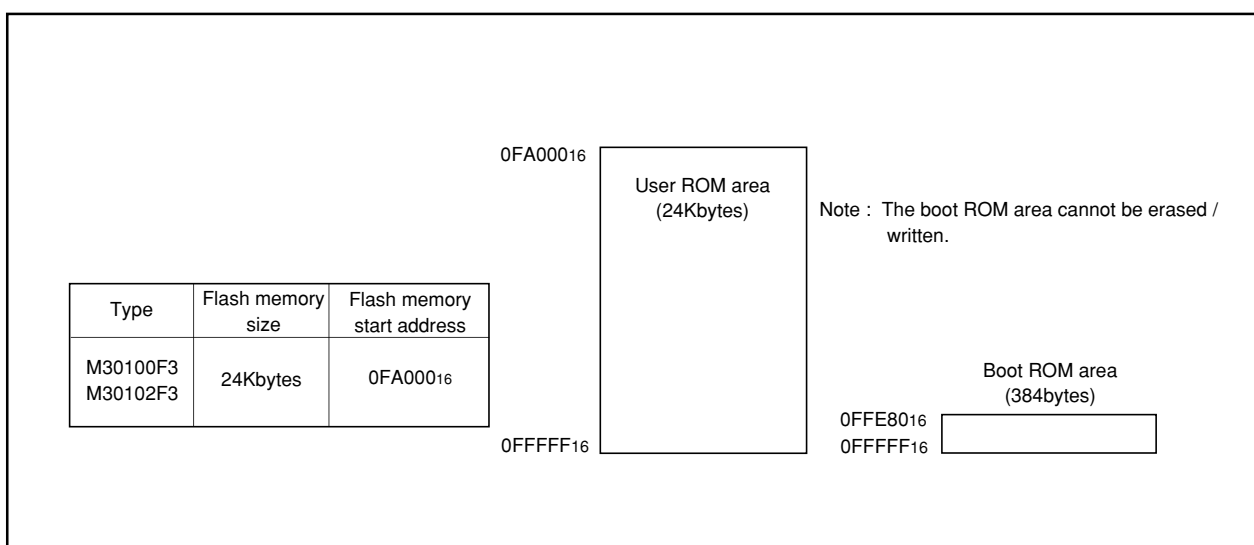 0FA00016
User ROM area
(24Kbytes)
Note : The boot ROM area cannot be erased /
written.
Type
Flash memory
size
Flash memory
start address
M30100F3
M30102F3
24Kbytes
0FA00016
Boot ROM area
(384bytes)
0FFE8016
0FFFFF16
0FFFFF16